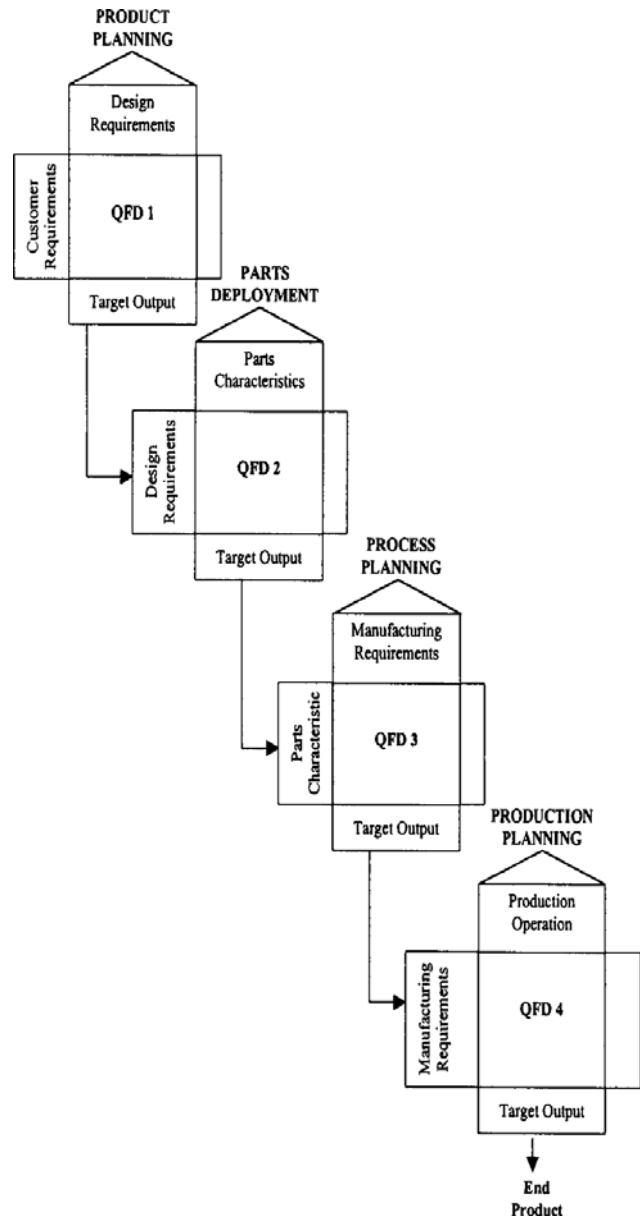 PRODUCT
PLANNING
Design
Requirements
Customer
Requirements
QFD 1
Target Output
PARTS
DEPLOYMENT
Parts
Characteristics
Design
Requirements
QFD 2
Target Output
PROCESS
PLANNING
Manufacturing
Requirements
Parts
Characteristic
QFD 3
Target Output
PRODUCTION
PLANNING
Production
Operation
Manufacturing
Requirements
QFD 4
Target Output
End
Product